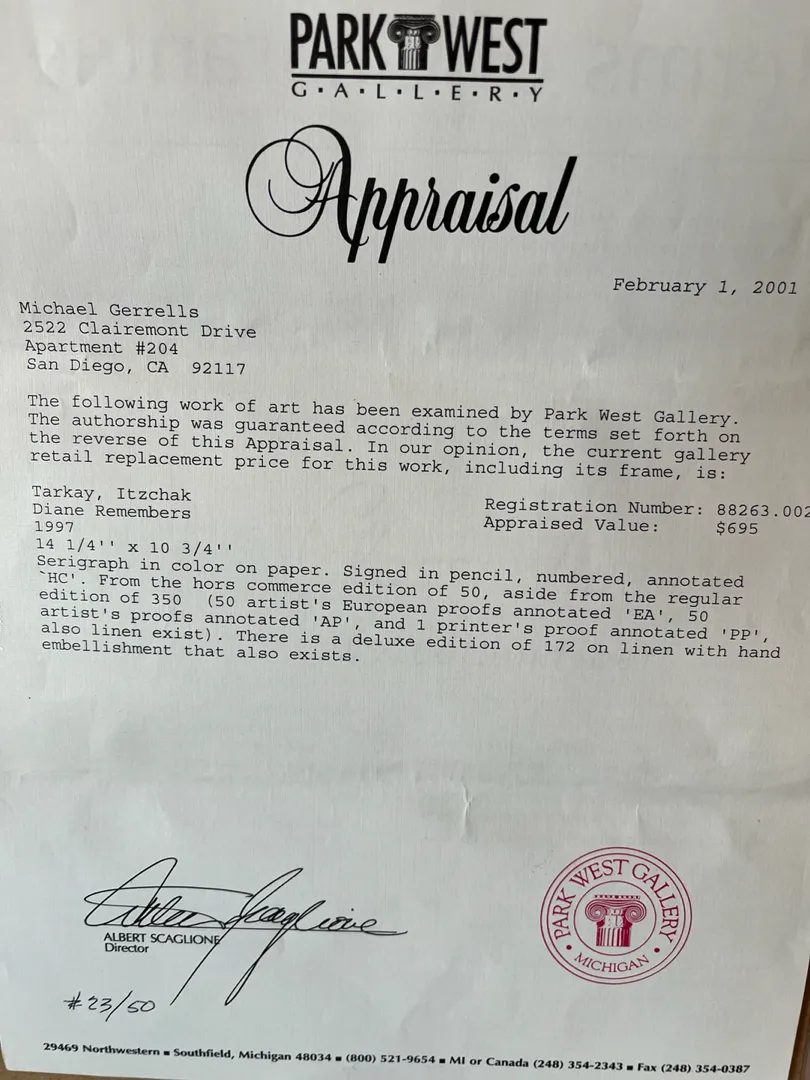 PARK WEST
G·A·L·L·E·R·Y
Appraisal
February 1, 2001
Michael Gerrells
2522 Clairemont Drive
Apartment #204
San Diego, CA 92117
The following work of art has been examined by Park West Gallery.
The authorship was guaranteed according to the terms set forth on
the reverse of this Appraisal. In our opinion, the current gallery
retail replacement price for this work, including its frame, is:
Tarkay, Itzchak
Diane Remembers
1997
14 1/4'' x 10 3/4''
Registration Number: 88263.002
Appraised Value: $695
Serigraph in color on paper. Signed in pencil, numbered, annotated
`HC'. From the hors commerce edition of 50, aside from the regular
edition of 350 (50 artist's European proofs annotated 'EA', 50
artist's proofs annotated 'AP', and 1 printer's proof annotated 'PP',
also linen exist). There is a deluxe edition of 172 on linen with hand
embellishment that also exists.
Albert Scaglione
ALBERT SCAGLIONE
Director
#23/50
PARK WEST GALLERY
• MICHIGAN •
29469 Northwestern ■ Southfield, Michigan 48034 ■ (800) 521-9654 ■ MI or Canada (248) 354-2343 ■ Fax (248) 354-0387